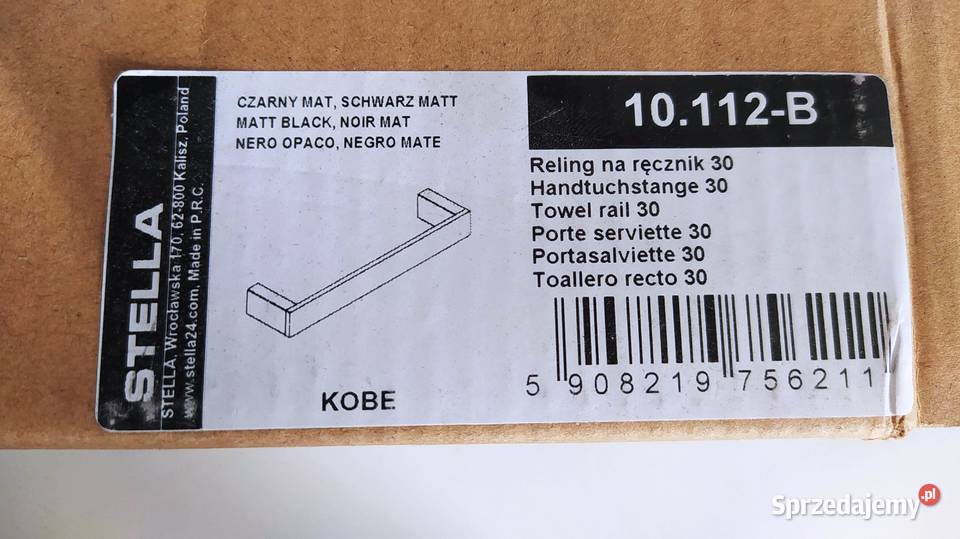 STELLA
STELLA, Wrocławska 170, 62-800 Kalisz, Poland
www.stella24.com, Made in P.R.C.
CZARNY MAT, SCHWARZ MATT
MATT BLACK, NOIR MAT
NERO OPACO, NEGRO MATE
KOBE
10.112-B
Reling na ręcznik 30
Handtuchstange 30
Towel rail 30
Porte serviette 30
Portasalviette 30
Toallero recto 30
5 908219 756211
Sprzedajemy.pl